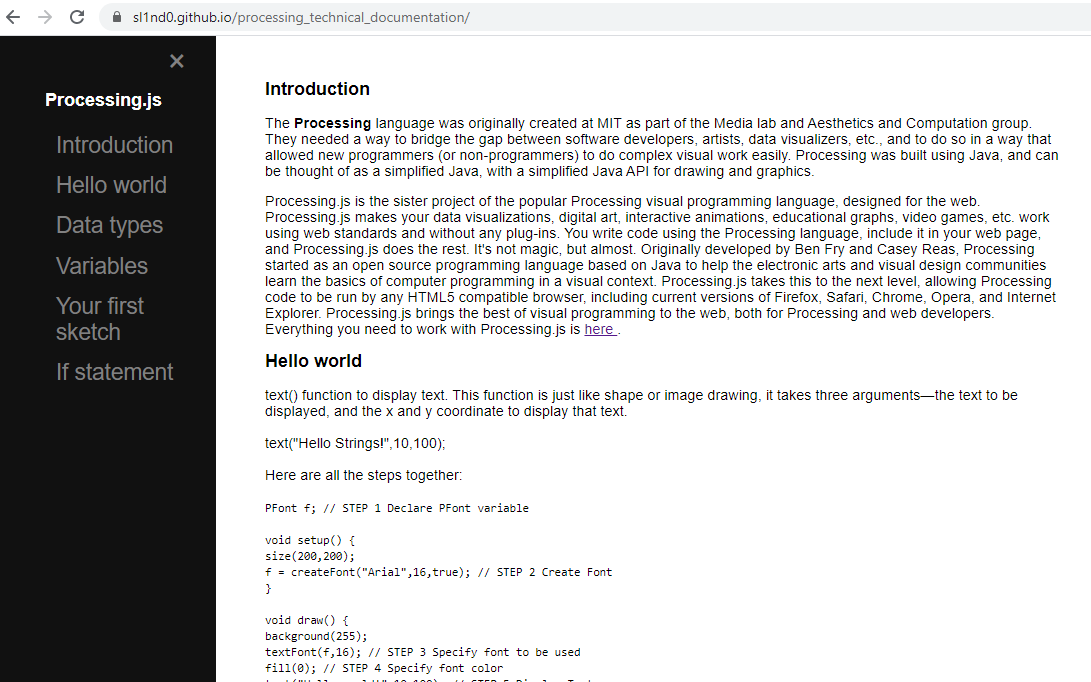 sl1nd0.github.io/processing_technical_documentation/
×
Processing.js
Introduction
Hello world
Data types
Variables
Your first
sketch
If statement
Introduction
The Processing language was originally created at MIT as part of the Media lab and Aesthetics and Computation group.
They needed a way to bridge the gap between software developers, artists, data visualizers, etc., and to do so in a way that
allowed new programmers (or non-programmers) to do complex visual work easily. Processing was built using Java, and can
be thought of as a simplified Java, with a simplified Java API for drawing and graphics.
Processing.js is the sister project of the popular Processing visual programming language, designed for the web.
Processing.js makes your data visualizations, digital art, interactive animations, educational graphs, video games, etc. work
using web standards and without any plug-ins. You write code using the Processing language, include it in your web page,
and Processing.js does the rest. It's not magic, but almost. Originally developed by Ben Fry and Casey Reas, Processing
started as an open source programming language based on Java to help the electronic arts and visual design communities
learn the basics of computer programming in a visual context. Processing.js takes this to the next level, allowing Processing
code to be run by any HTML5 compatible browser, including current versions of Firefox, Safari, Chrome, Opera, and Internet
Explorer. Processing.js brings the best of visual programming to the web, both for Processing and web developers.
Everything you need to work with Processing.js is here .
Hello world
text() function to display text. This function is just like shape or image drawing, it takes three arguments—the text to be
displayed, and the x and y coordinate to display that text.
text("Hello Strings!",10,100);
Here are all the steps together:
PFont f; // STEP 1 Declare PFont variable
void setup() {
size(200,200);
f = createFont("Arial",16,true); // STEP 2 Create Font
}
void draw() {
background(255);
textFont(f,16); // STEP 3 Specify font to be used
fill(0); // STEP 4 Specify font color